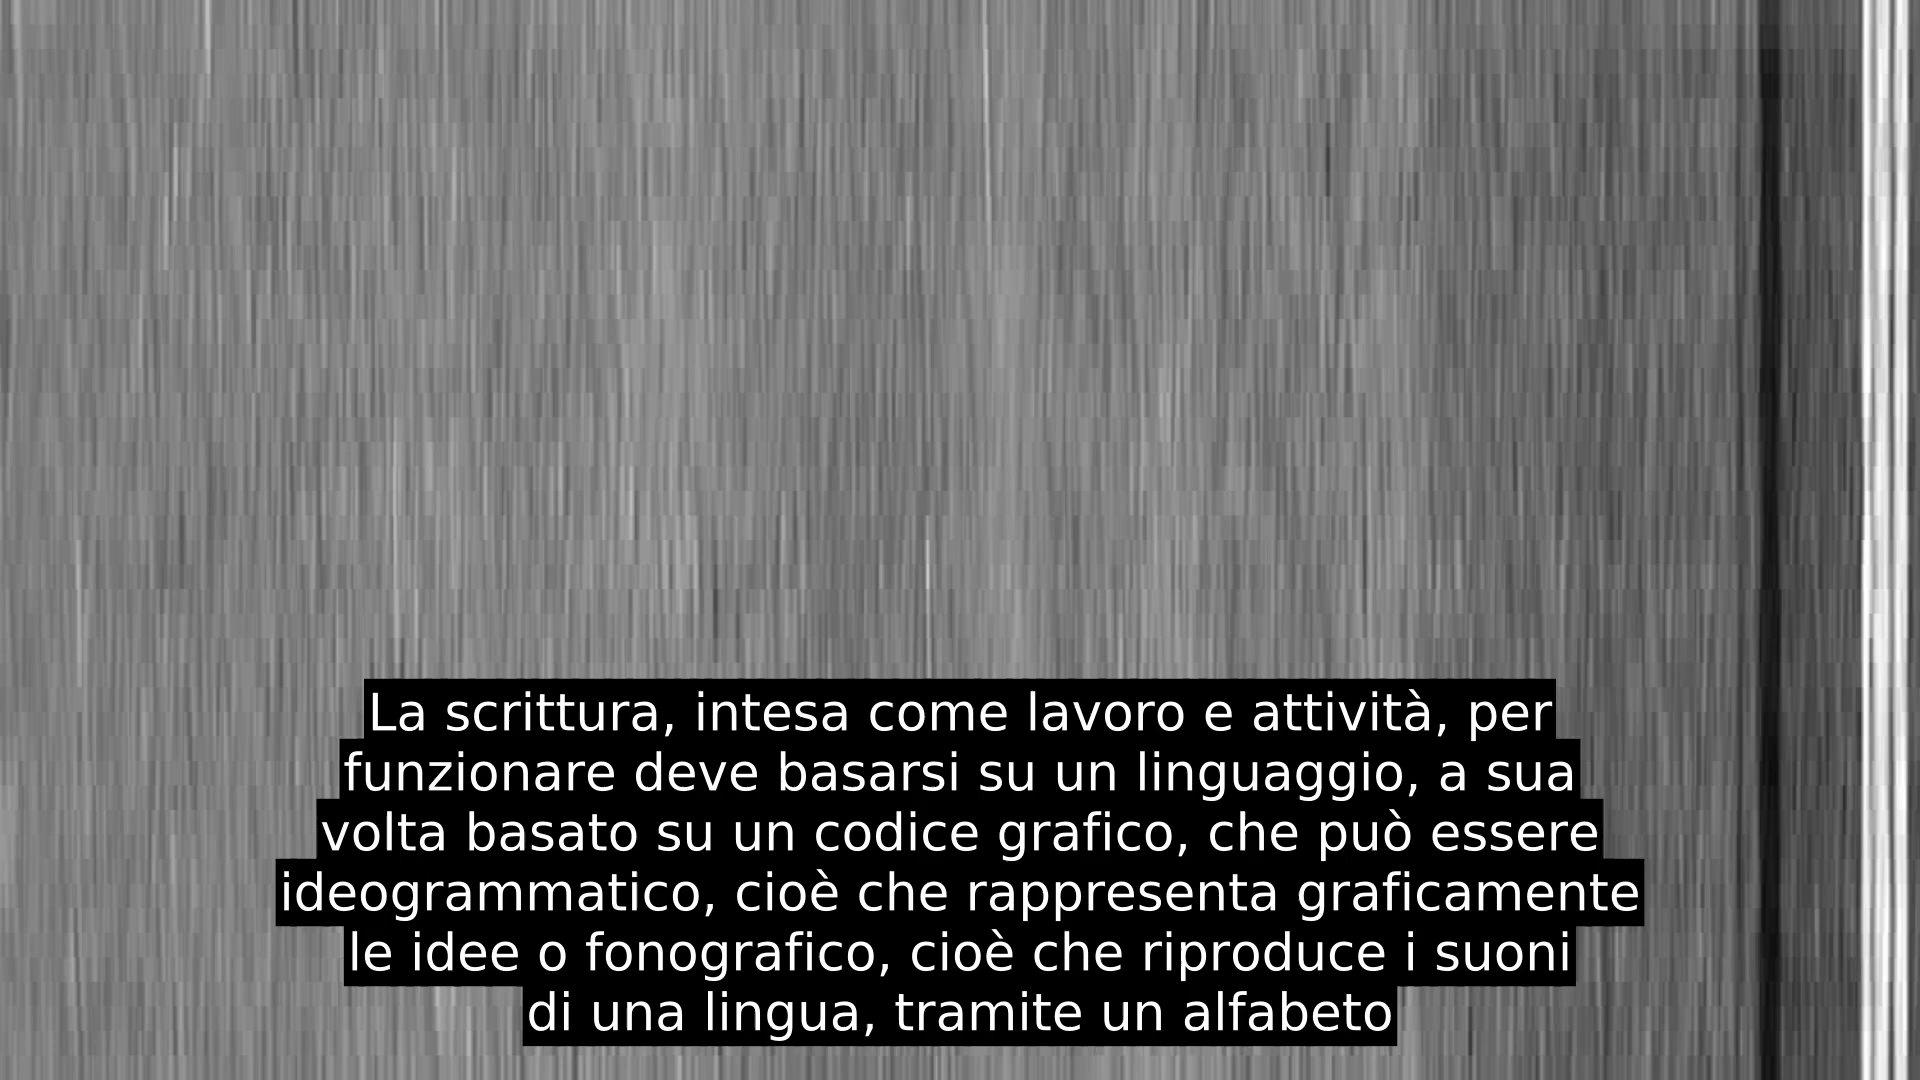 La scrittura, intesa come lavoro e attività, per
funzionare deve basarsi su un linguaggio, a sua
volta basato su un codice grafico, che può essere
ideogrammatico, cioè che rappresenta graficamente
le idee o fonografico, cioè che riproduce i suoni
di una lingua, tramite un alfabeto